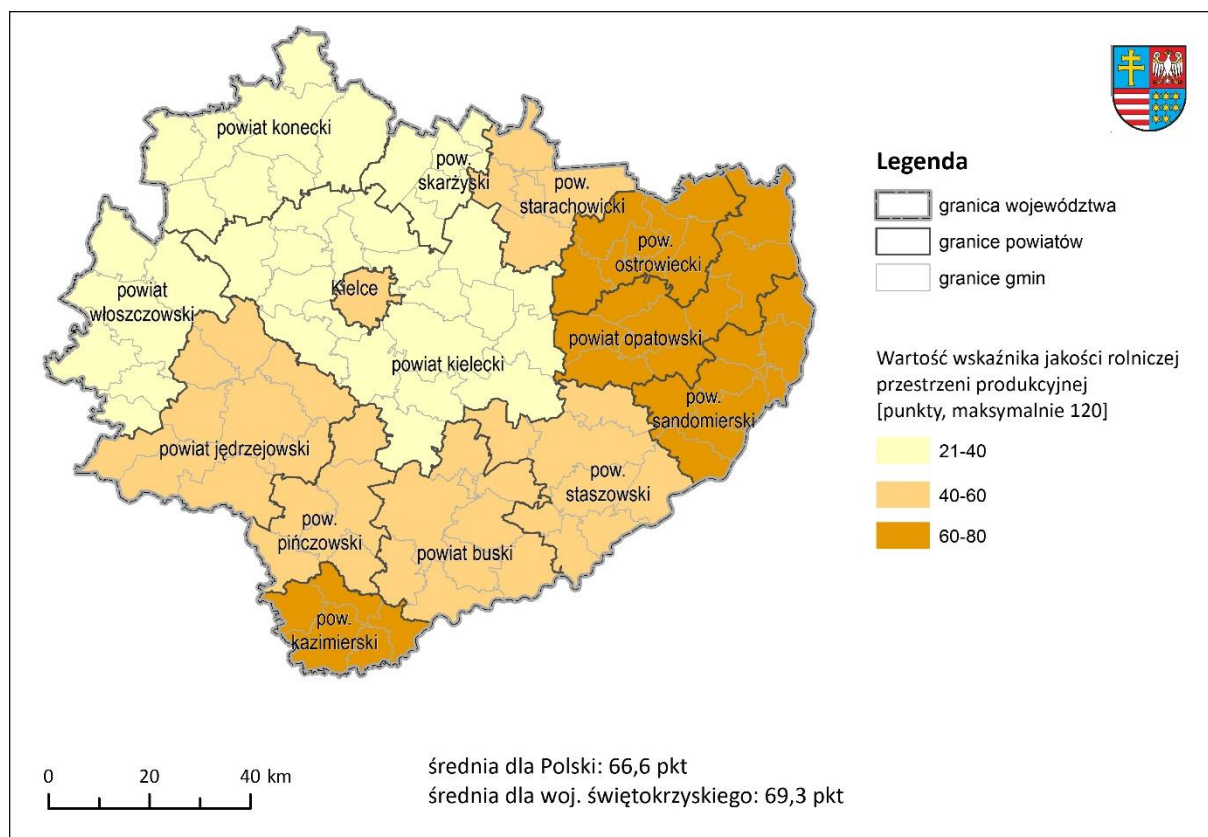 powiat konecki
pow.
skarżyski
pow.
starachowicki
pow.
ostrowiecki
powiat
włoszczowski
Kielce
powiat opatowski
powiat kielecki
pow.
sandomierski
powiat jędrzejowski
pow.
staszowski
pow.
pińczowski
powiat buski
pow.
kazimierski
Legenda
granica województwa
granice powiatów
granice gmin
Wartość wskaźnika jakości rolniczej
przestrzeni produkcyjnej
[punkty, maksymalnie 120]
21-40
40-60
60-80
0 20 40 km
średnia dla Polski: 66,6 pkt
średnia dla woj. świętokrzyskiego: 69,3 pkt